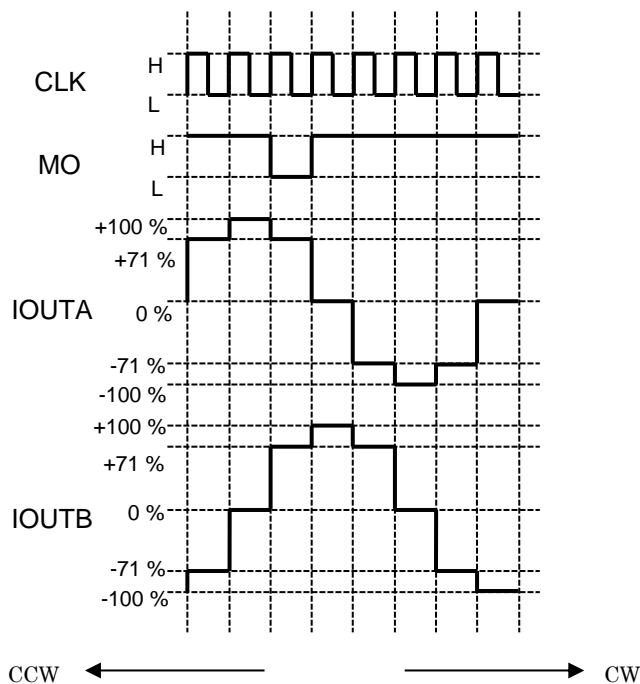 CLK
H
L
MO
H
L
IOUTA
+100 %
+71 %
0 %
-71 %
-100 %
IOUTB
+100 %
+71 %
0 %
-71 %
-100 %
CCW
CW